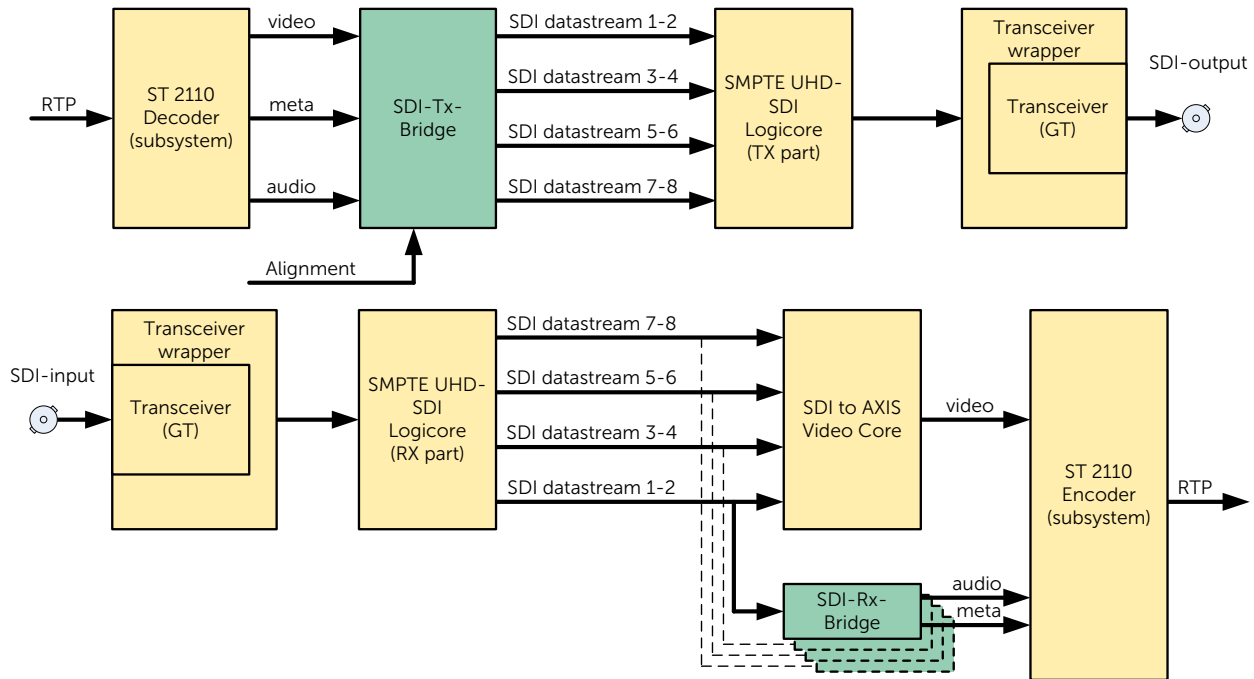 RTP
ST 2110
Decoder
(subsystem)
video
meta
audio
SDI-Tx-
Bridge
Alignment
SDI datastream 1-2
SDI datastream 3-4
SDI datastream 5-6
SDI datastream 7-8
SMPTE UHD-
SDI
Logicore
(TX part)
Transceiver
wrapper
Transceiver
(GT)
SDI-output
SDI-input
Transceiver
wrapper
Transceiver
(GT)
SMPTE UHD-
SDI
Logicore
(RX part)
SDI datastream 7-8
SDI datastream 5-6
SDI datastream 3-4
SDI datastream 1-2
SDI to AXIS
Video Core
video
SDI-Rx-
Bridge
audio
meta
ST 2110
Encoder
(subsystem)
RTP